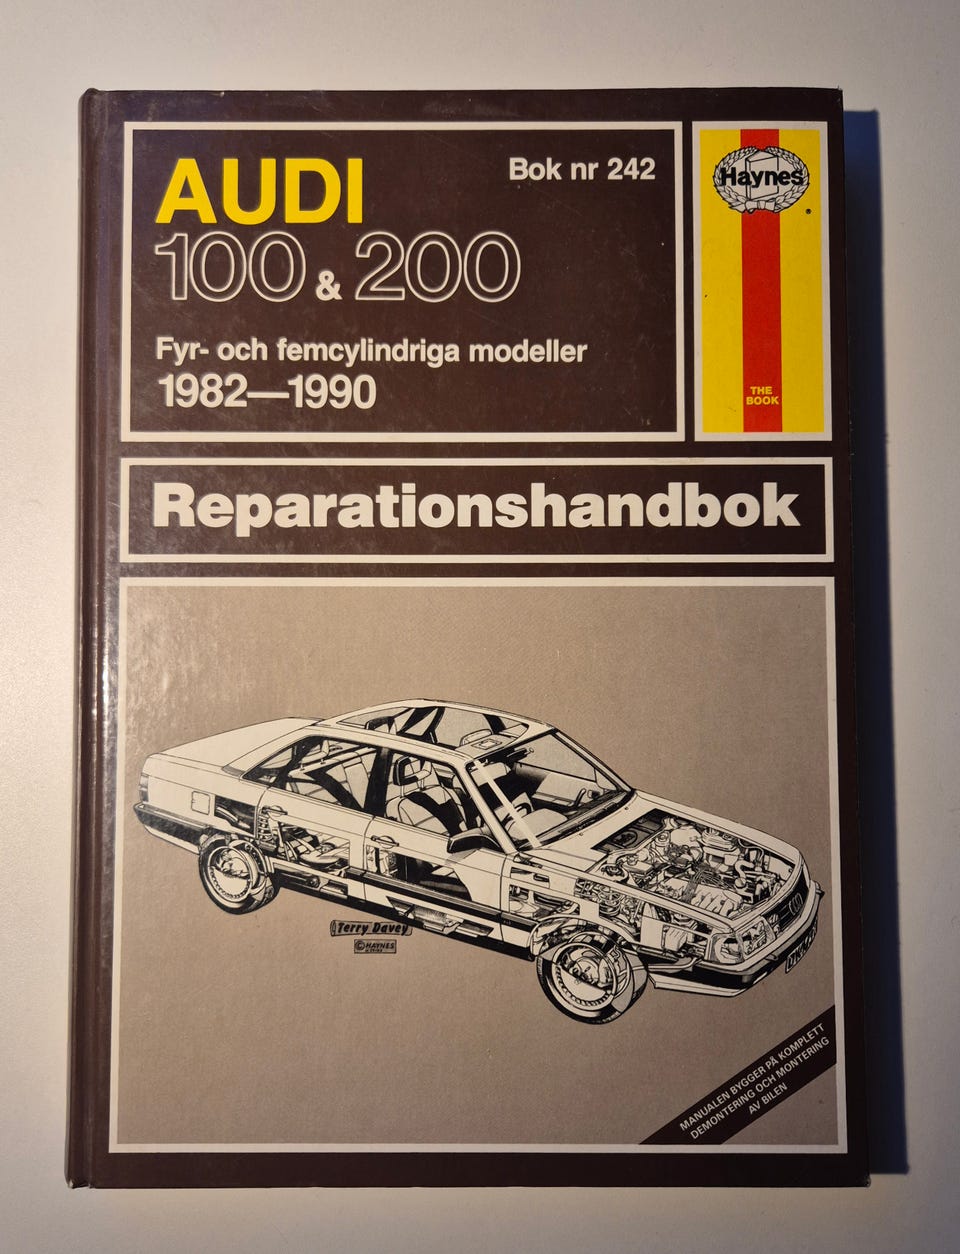 AUDI
Bok nr 242
100 & 200
Fyr- och femcylindriga modeller
1982—1990
Haynes
®
THE
BOOK
Reparationshandbok
Terry Davey
© HAYNES
MANUALEN BYGGER PÅ KOMPLETT
DEMONTERING OCH MONTERING
AV BILEN